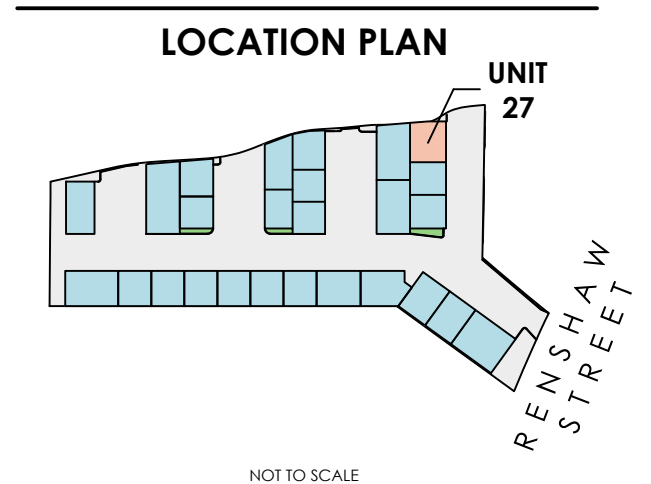 LOCATION PLAN
UNIT
27
RENSHAW
STREET
NOT TO SCALE